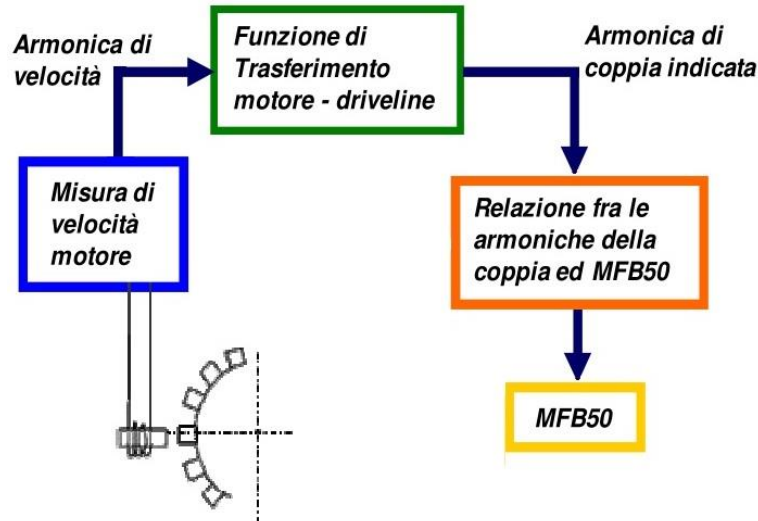 Armonica di
velocità
Funzione di
Trasferimento
motore - driveline
Armonica di
coppia indicata
Misura di
velocità
motore
Relazione fra le
armoniche della
coppia ed MFB50
MFB50